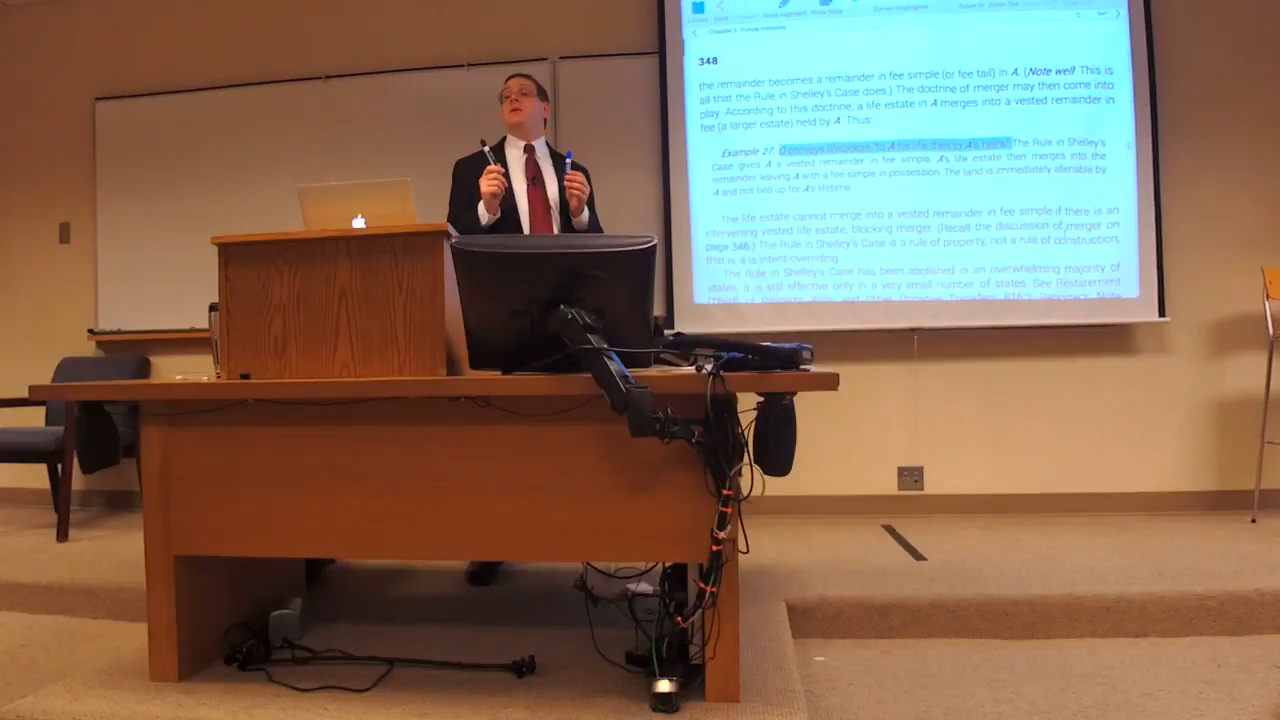 Chapter 5. Future Interests
348
the remainder becomes a remainder in fee simple (or fee tail) in A. (Note well: This is
all that the Rule in Shelley's Case does.) The doctrine of merger may then come into
play. According to this doctrine, a life estate in A merges into a vested remainder in
fee (a larger estate) held by A. Thus:
Example 27. O conveys Blackacre "to A for life, then to A's heirs." The Rule in Shelley's
Case gives A a vested remainder in fee simple. A's life estate then merges into the
remainder, leaving A with a fee simple in possession. The land is immediately alienable by
A and not tied up for A's lifetime.
The life estate cannot merge into a vested remainder in fee simple if there is an
intervening vested life estate, blocking merger. (Recall the discussion of merger on
page 346.) The Rule in Shelley's Case is a rule of property, not a rule of construction;
that is, it is intent-overriding.
The Rule in Shelley's Case has been abolished in an overwhelming majority of
states. It is still effective only in a very small number of states. See Restatement